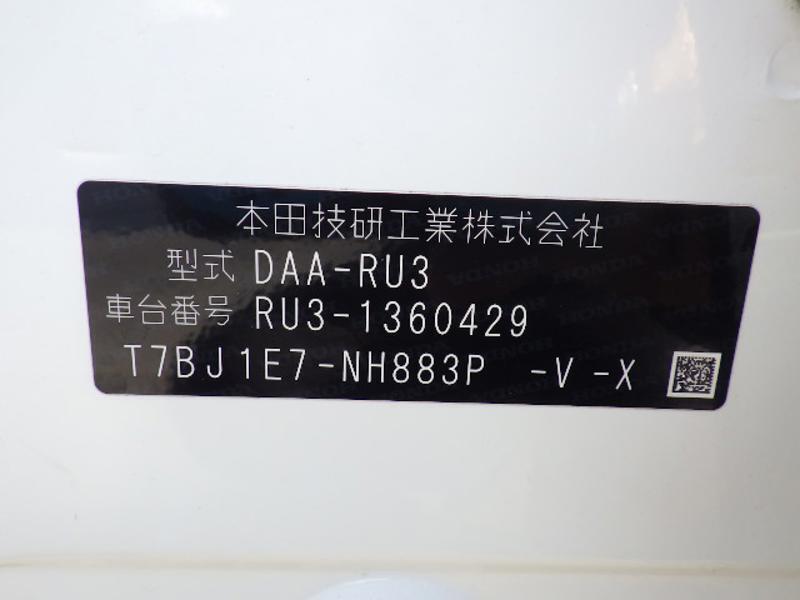 本田技研工業株式会社
型式 DAA-RU3
車台番号 RU3-1360429
T7BJ1E7-NH883P -V -X